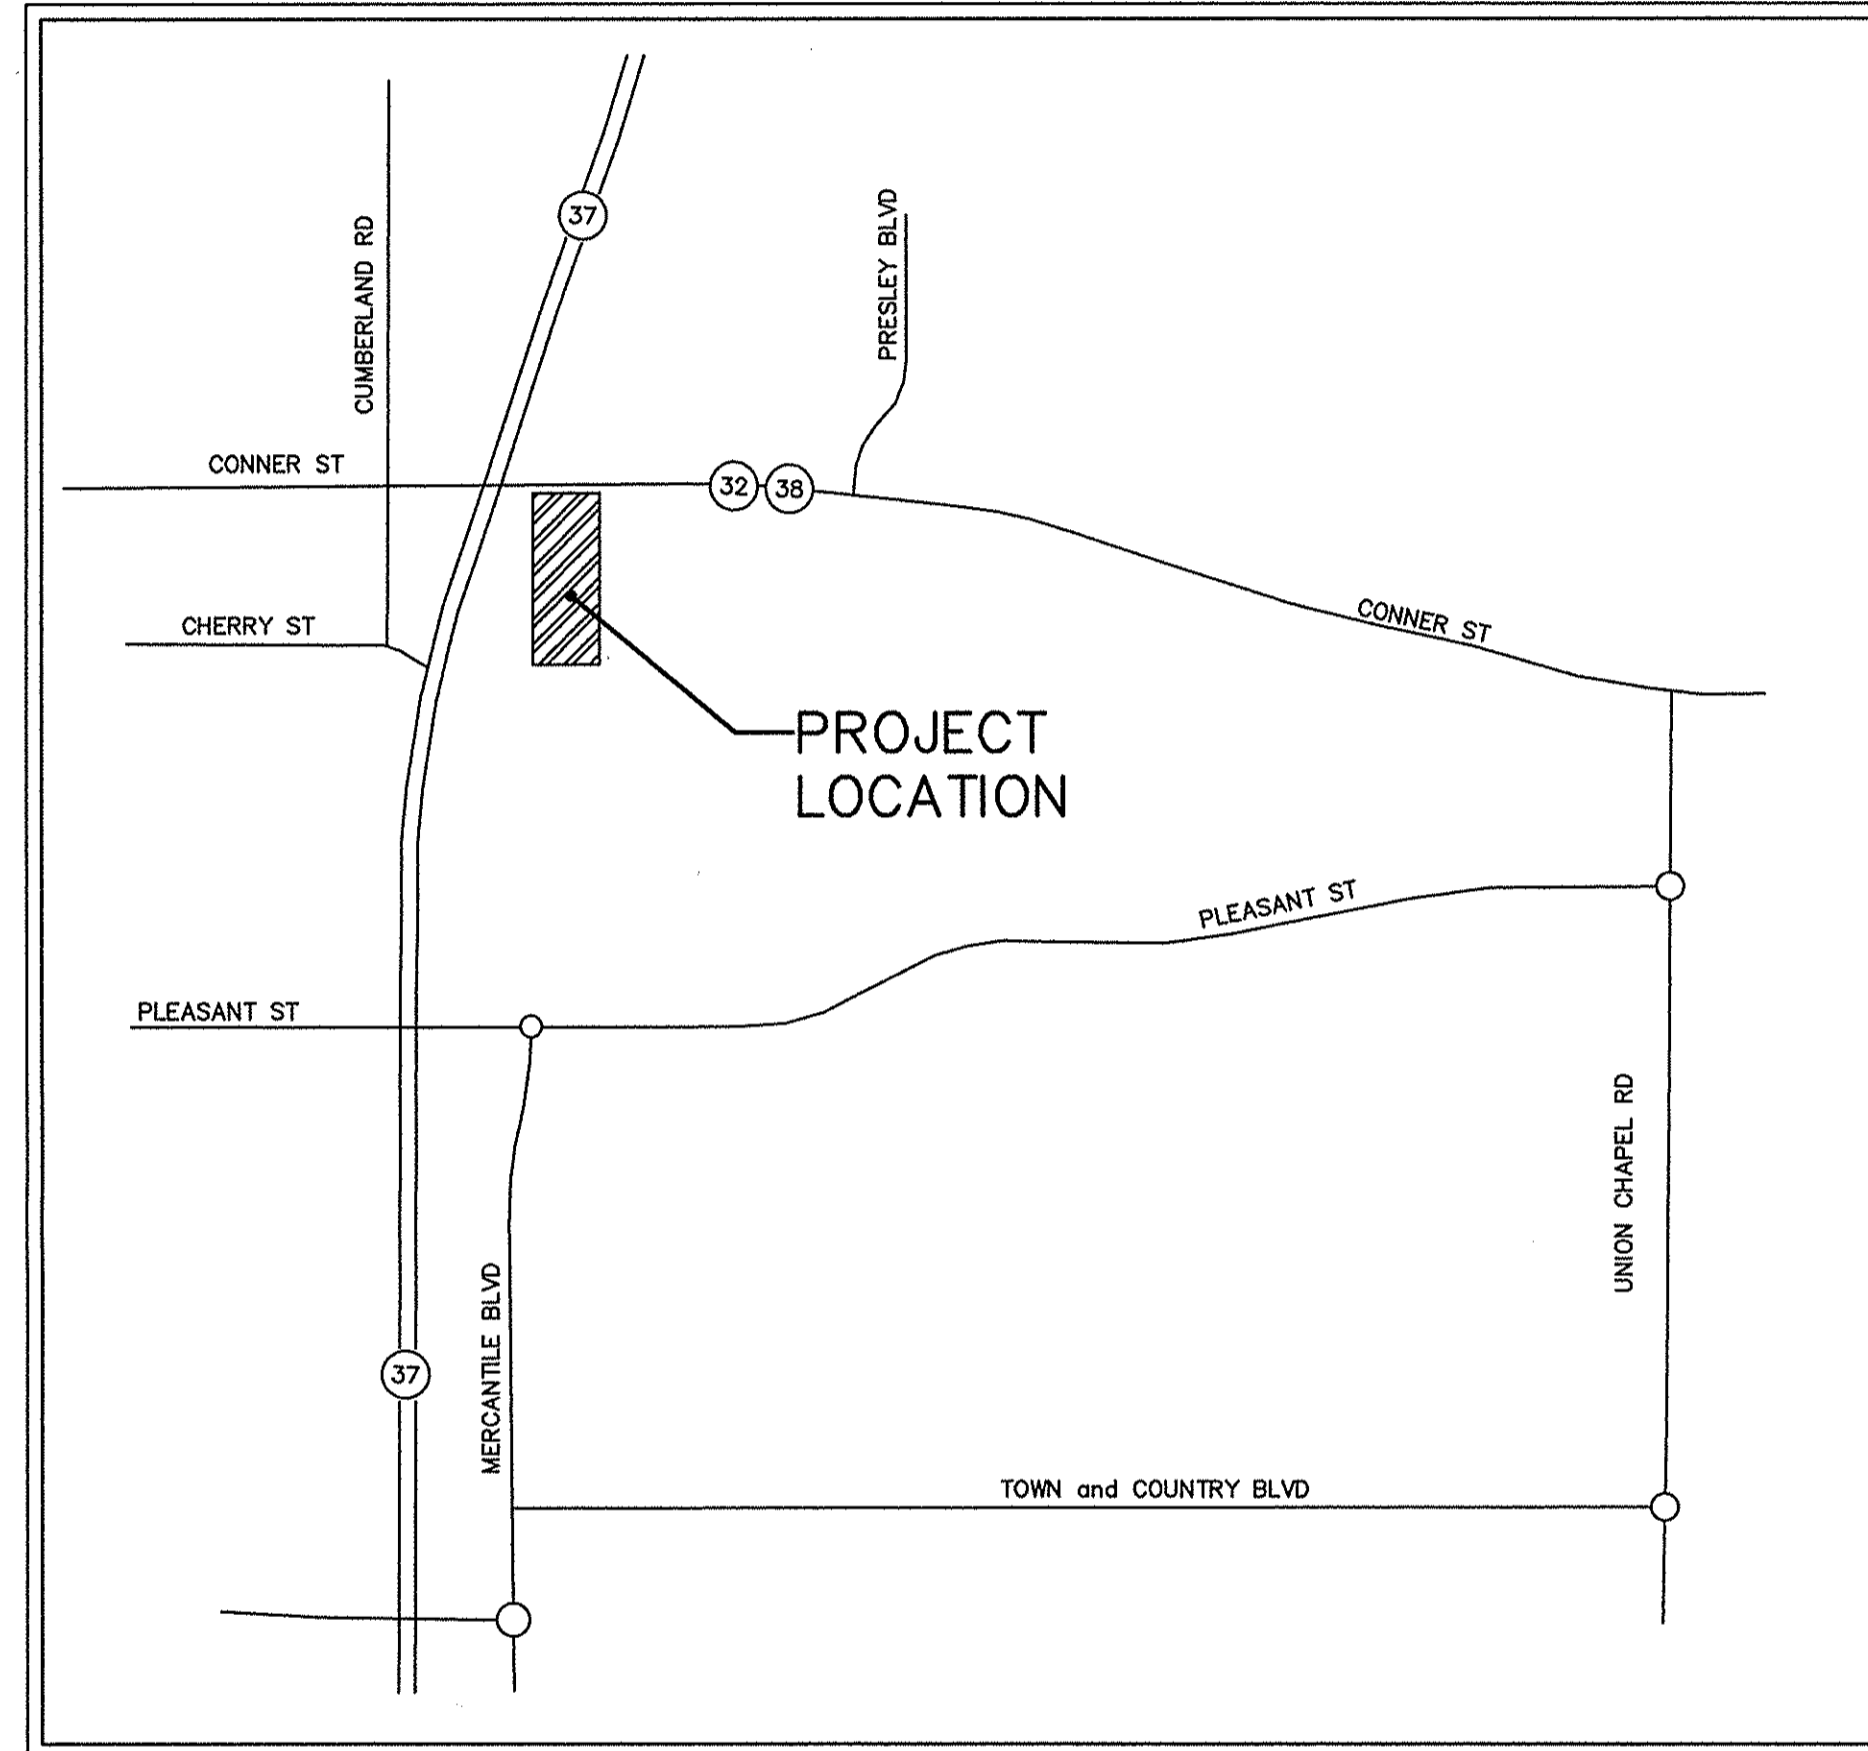 37
CUMBERLAND RD
PRESLEY BLVD
CONNER ST
32
38
CHERRY ST
CONNER ST
PROJECT
LOCATION
PLEASANT ST
PLEASANT ST
UNION CHAPEL RD
MERCANTILE BLVD
37
TOWN and COUNTRY BLVD